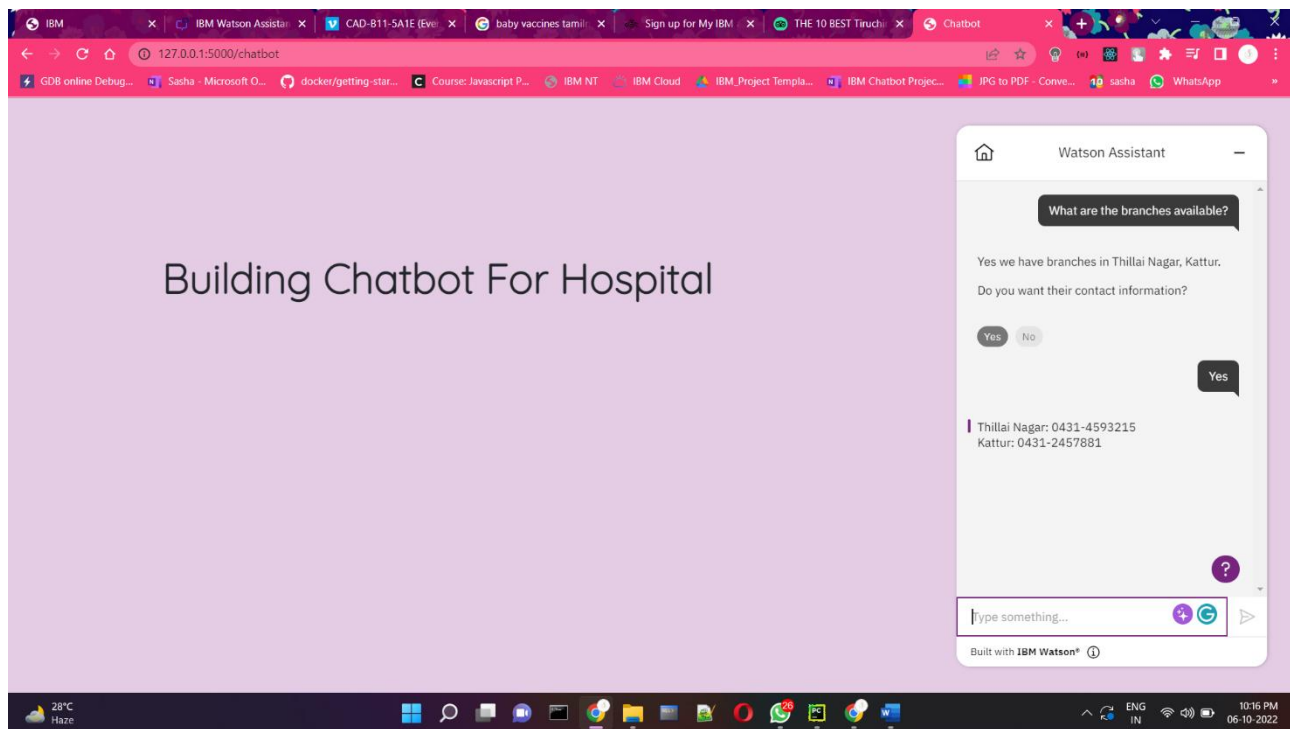 IBM
IBM Watson Assistan
CAD-B11-5A1E (Eve
baby vaccines tamil
Sign up for My IBM
THE 10 BEST Tiruchi
Chatbot
127.0.0.1:5000/chatbot
GDB online Debug...
Sasha - Microsoft O...
docker/getting-star...
Course: Javascript P...
IBM NT
IBM Cloud
IBM_Project Templa...
IBM Chatbot Projec...
JPG to PDF - Conve...
sasha
WhatsApp
Watson Assistant
What are the branches available?
Building Chatbot For Hospital
Yes we have branches in Thillai Nagar, Kattur.
Do you want their contact information?
Yes No
Yes
Thillai Nagar: 0431-4593215
Kattur: 0431-2457881
?
Type something...
Built with IBM Watson®
28°C
Haze
ENG
IN
10:16 PM
06-10-2022